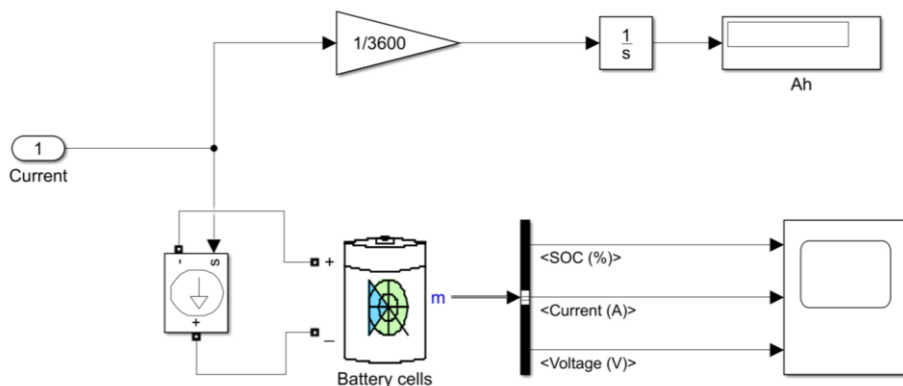 1/3600
1
s
Ah
1
Current
-
s
+
+
–
m
Battery cells
<SOC (%)>
<Current (A)>
<Voltage (V)>